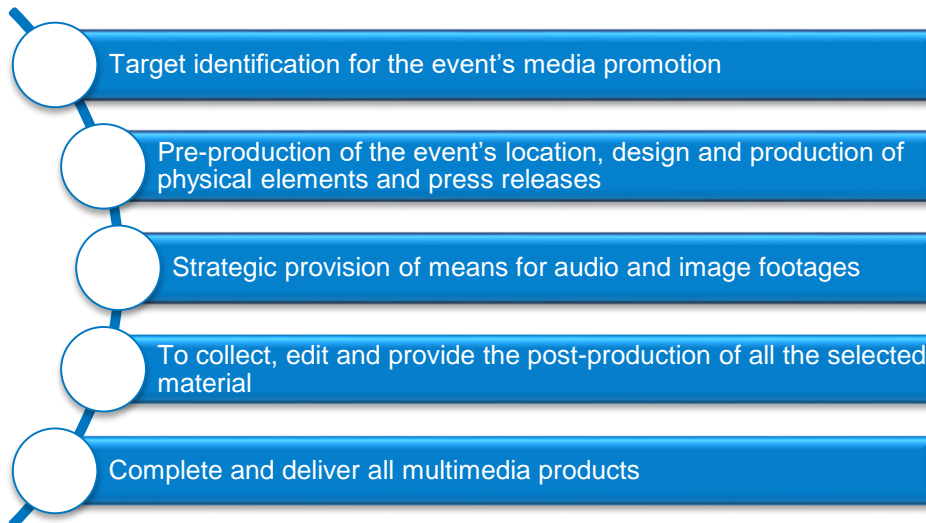 Target identification for the event’s media promotion
Pre-production of the event’s location, design and production of
physical elements and press releases
Strategic provision of means for audio and image footages
To collect, edit and provide the post-production of all the selected
material
Complete and deliver all multimedia products